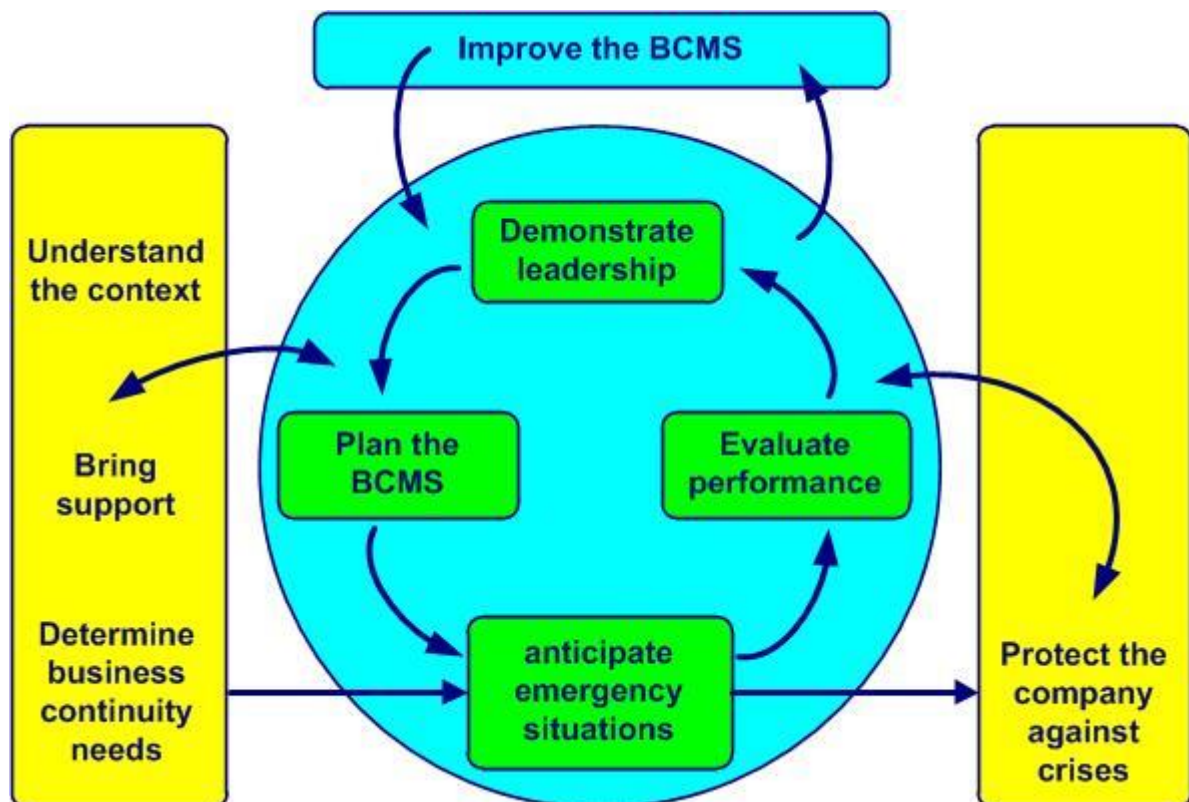 Improve the BCMS
Understand
the context
Bring
support
Determine
business
continuity
needs
Demonstrate
leadership
Plan the
BCMS
Evaluate
performance
anticipate
emergency
situations
Protect the
company
against
crises